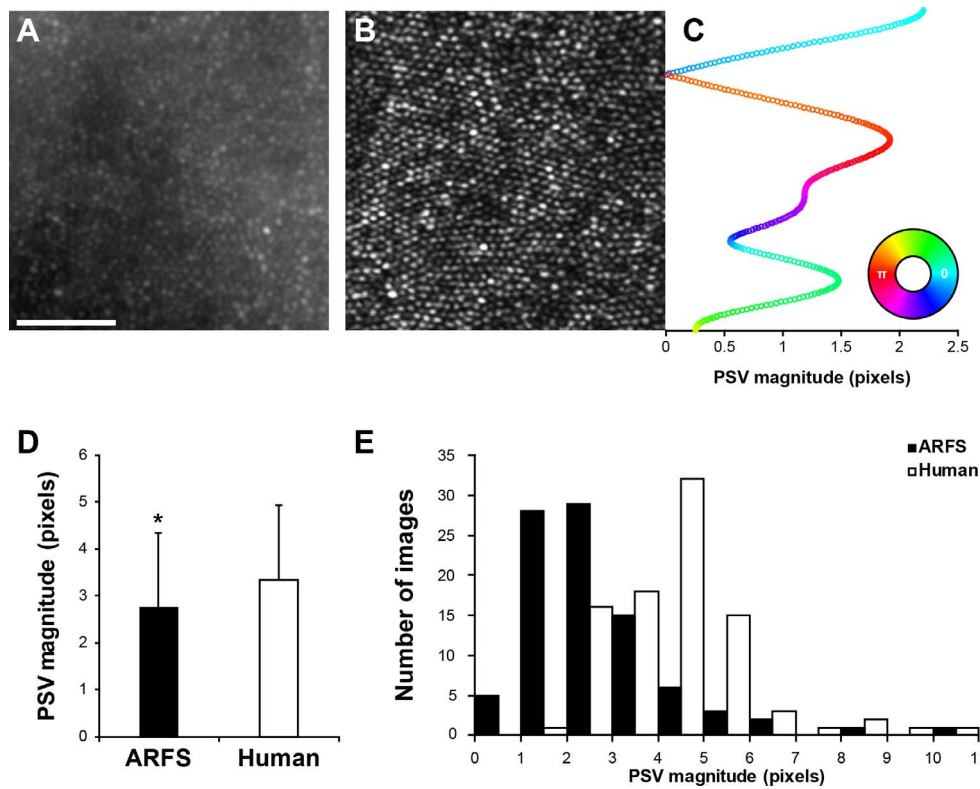 A
B
C
π 0
0 0.5 1 1.5 2 2.5
PSV magnitude (pixels)
D
PSV magnitude (pixels)
6
5
4
3
2
1
0
*
ARFS Human
E
ARFS
Human
Number of images
35
30
25
20
15
10
5
0
0 1 2 3 4 5 6 7 8 9 10 1
PSV magnitude (pixels)